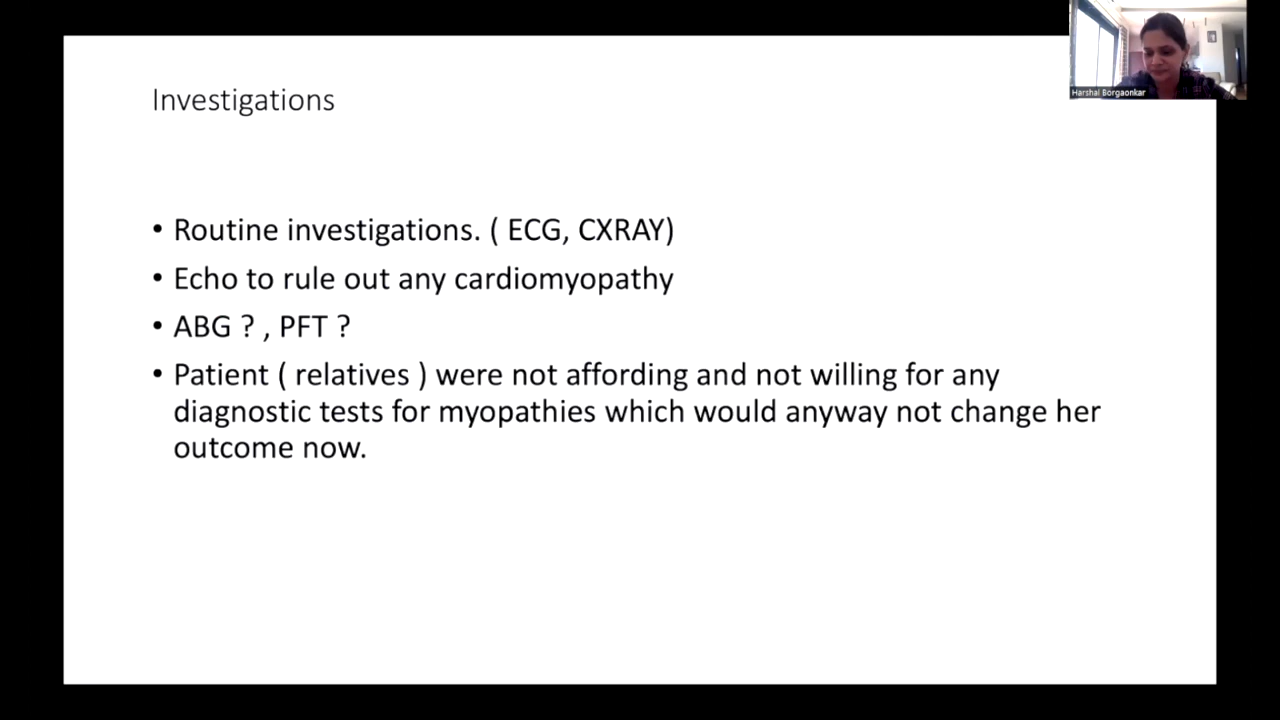 Harshal Borgaonkar
Investigations
• Routine investigations. ( ECG, CXRAY)
• Echo to rule out any cardiomyopathy
• ABG ? , PFT ?
• Patient ( relatives ) were not affording and not willing for any
diagnostic tests for myopathies which would anyway not change her
outcome now.